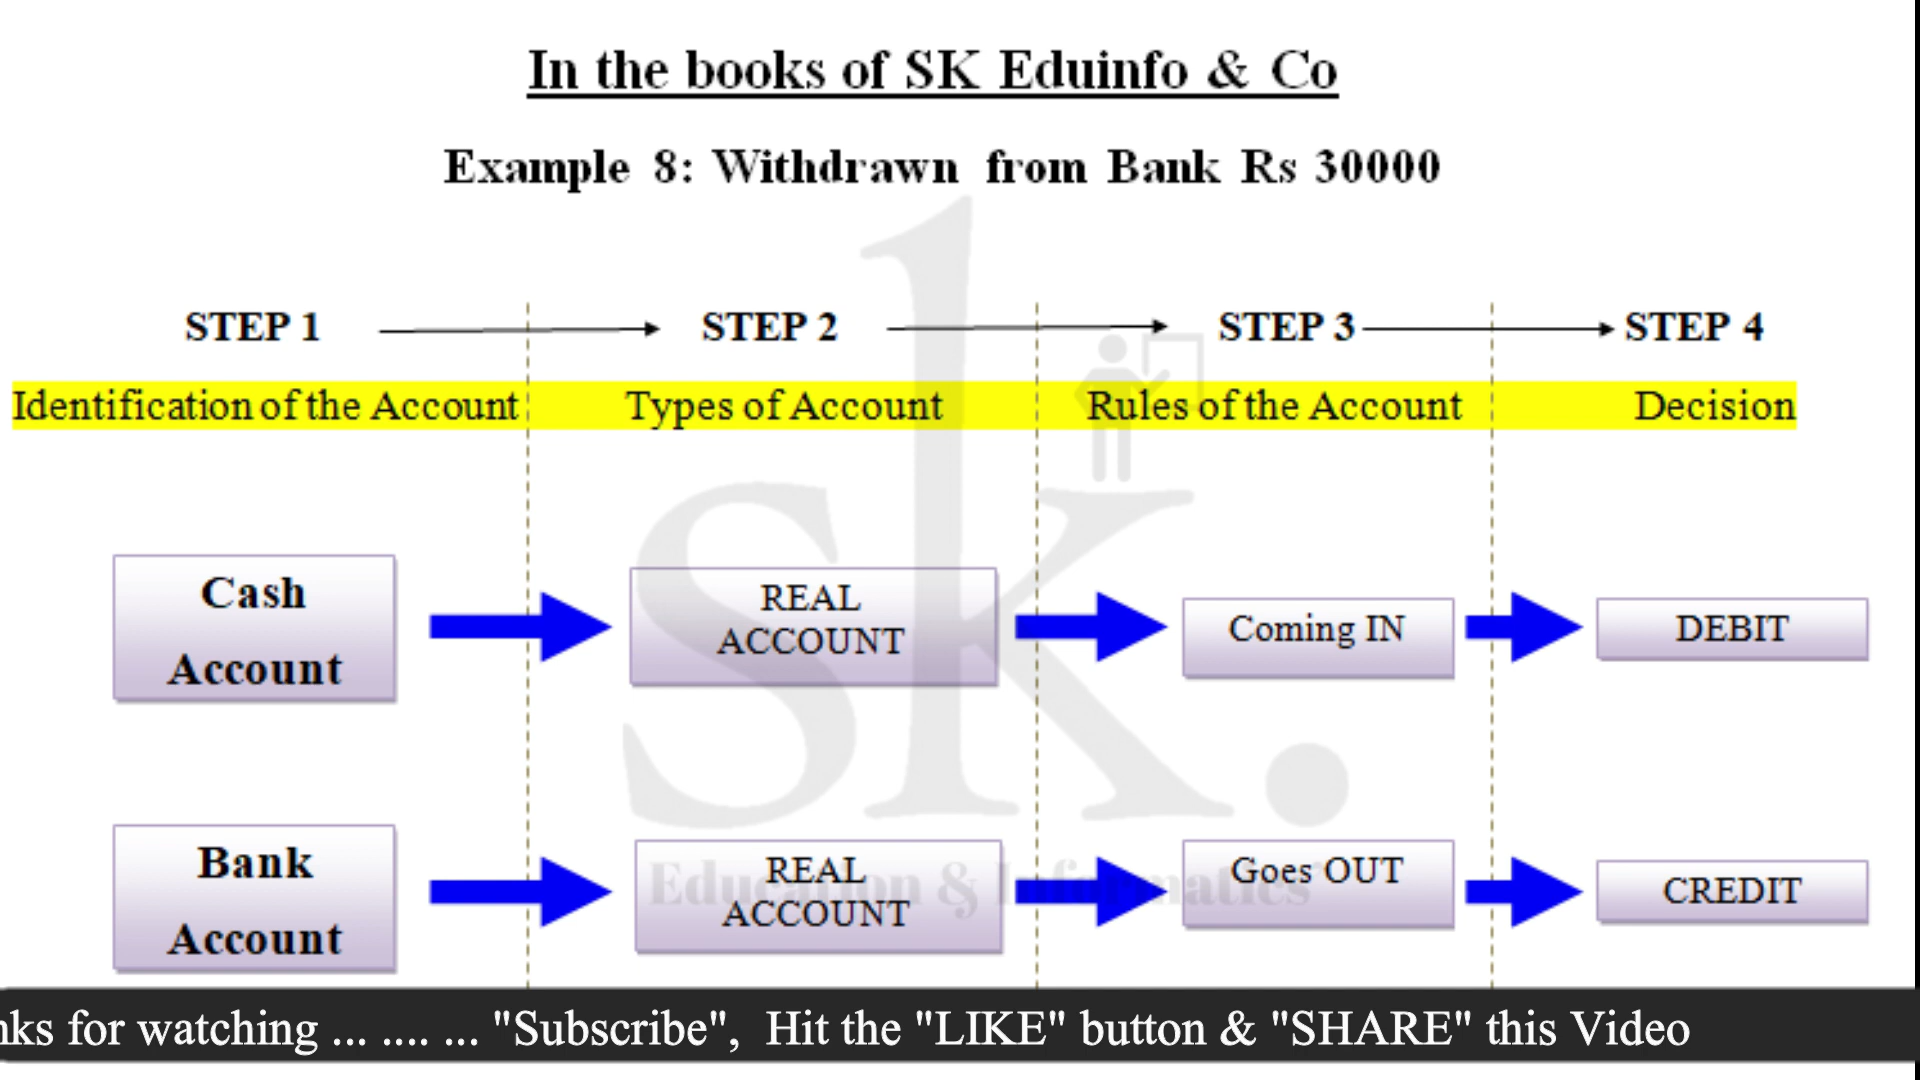 In the books of SK Eduinfo & Co
Example 8: Withdrawn from Bank Rs 30000
STEP 1 STEP 2 STEP 3 STEP 4
Identification of the Account Types of Account Rules of the Account Decision
Cash
Account
REAL
ACCOUNT
Coming IN
DEBIT
Bank
Account
REAL
ACCOUNT
Goes OUT
CREDIT
sk.
Education & Informatics
nks for watching ... .... ... "Subscribe", Hit the "LIKE" button & "SHARE" this Video